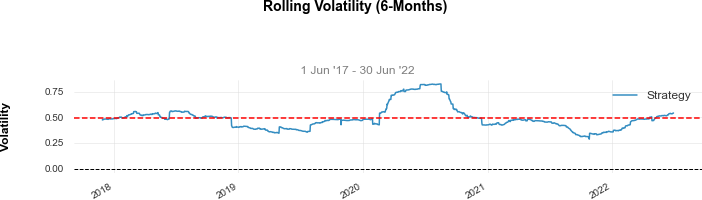 Rolling Volatility (6-Months)
1 Jun '17 - 30 Jun '22
Volatility
0.75
0.50
0.25
0.00
Strategy
2018
2019
2020
2021
2022